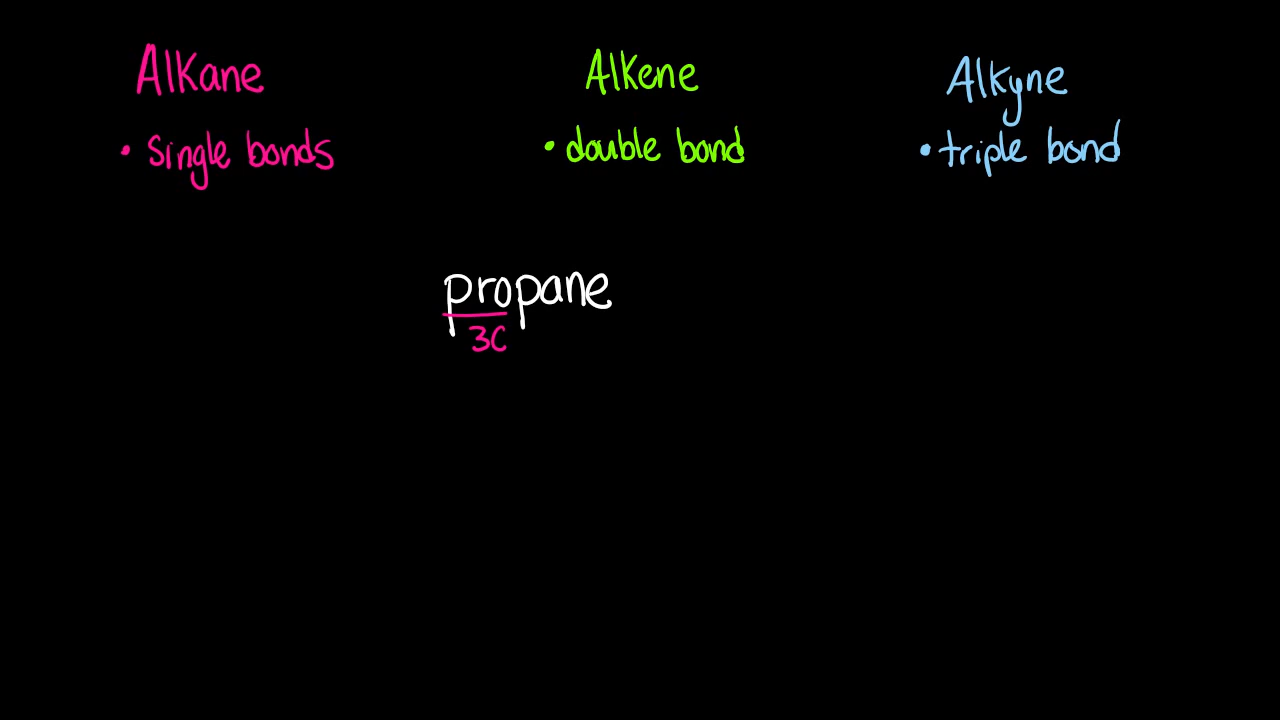 Alkane
• single bonds
Alkene
• double bond
Alkyne
• triple bond
propane
3C